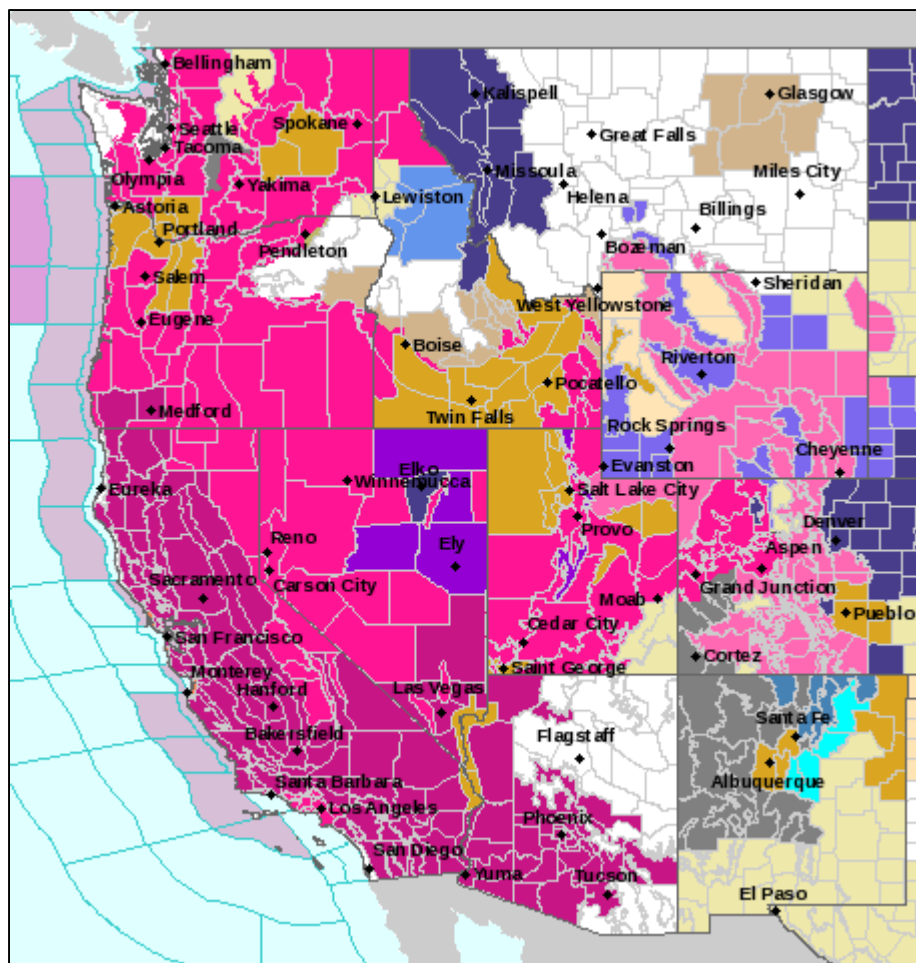 Bellingham
Kalispell
Glasgow
Seattle
Spokane
Great Falls
Tacoma
Olympia
Missoula
Miles City
Yakima
Lewiston
Helena
Astoria
Billings
Portland
Pendleton
Bozeman
Salem
Sheridan
West Yellowstone
Eugene
Boise
Riverton
Pocatello
Medford
Twin Falls
Rock Springs
Cheyenne
Elko
Evanston
Winnemucca
Eureka
Salt Lake City
Provo
Denver
Reno
Ely
Aspen
Carson City
Grand Junction
Sacramento
Moab
Pueblo
San Francisco
Cedar City
Cortez
Saint George
Monterey
Las Vegas
Hanford
Santa Fe
Bakersfield
Flagstaff
Albuquerque
Santa Barbara
Los Angeles
Phoenix
San Diego
Yuma
Tucson
El Paso